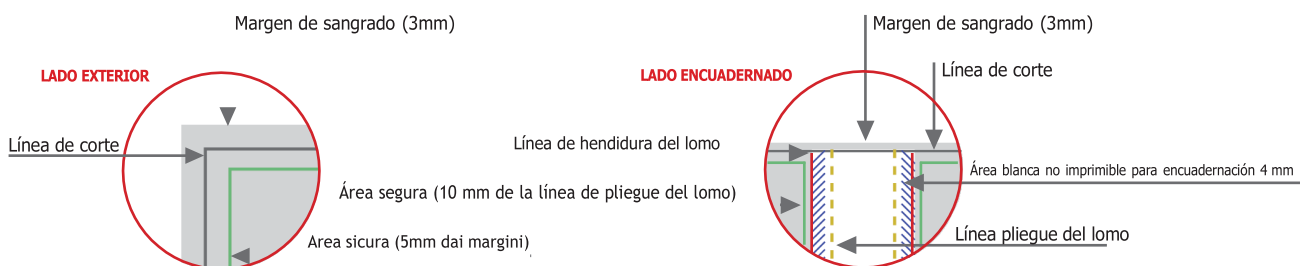 Margen de sangrado (3mm)
LADO EXTERIOR
Línea de corte
Área segura (10 mm de la línea de pliegue del lomo)
Area sicura (5mm dai margini)
Margen de sangrado (3mm)
LADO ENCUADERNADO
Línea de corte
Línea de hendidura del lomo
Área blanca no imprimible para encuadernación 4 mm
Línea pliegue del lomo